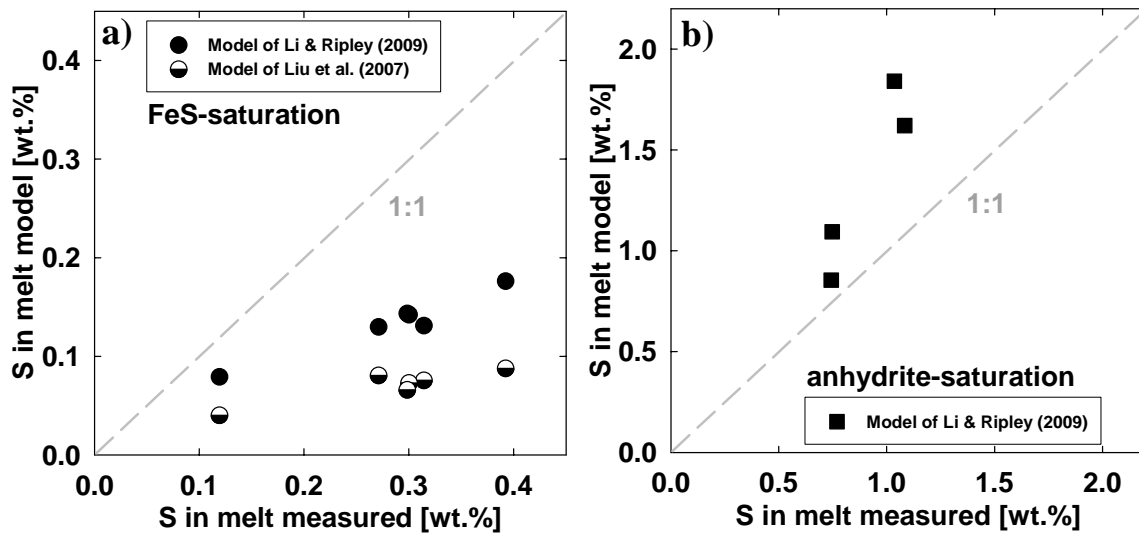 a)
Model of Li & Ripley (2009)
Model of Liu et al. (2007)
FeS-saturation
1:1
S in melt model [wt.%]
0.4
0.3
0.2
0.1
0.0
0.0 0.1 0.2 0.3 0.4
S in melt measured [wt.%]
b)
1:1
anhydrite-saturation
Model of Li & Ripley (2009)
S in melt model [wt.%]
2.0
1.5
1.0
0.5
0.0
0.0 0.5 1.0 1.5 2.0
S in melt measured [wt.%]